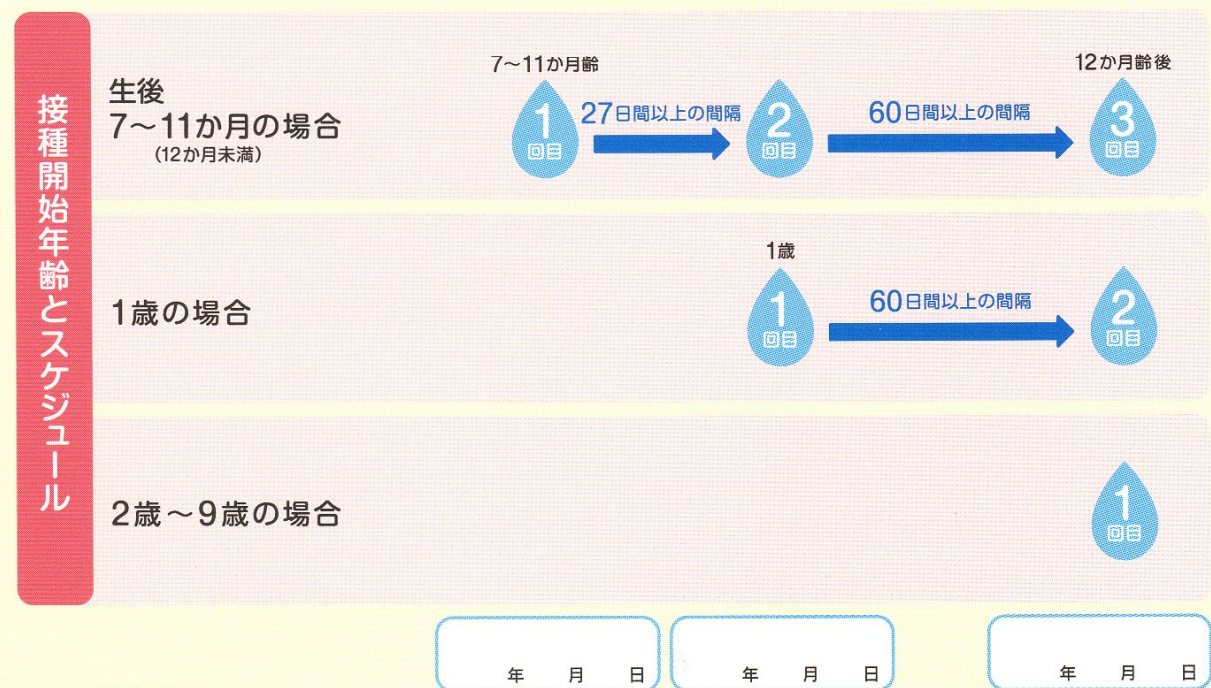 接種開始年齢とスケジュール
生後
7～11か月の場合
(12か月未満)
7～11か月齢
1
回目
27日間以上の間隔
2
回目
60日間以上の間隔
12か月齢後
3
回目
1歳の場合
1歳
1
回目
60日間以上の間隔
2
回目
2歳～9歳の場合
1
回目
年 月 日
年 月 日
年 月 日